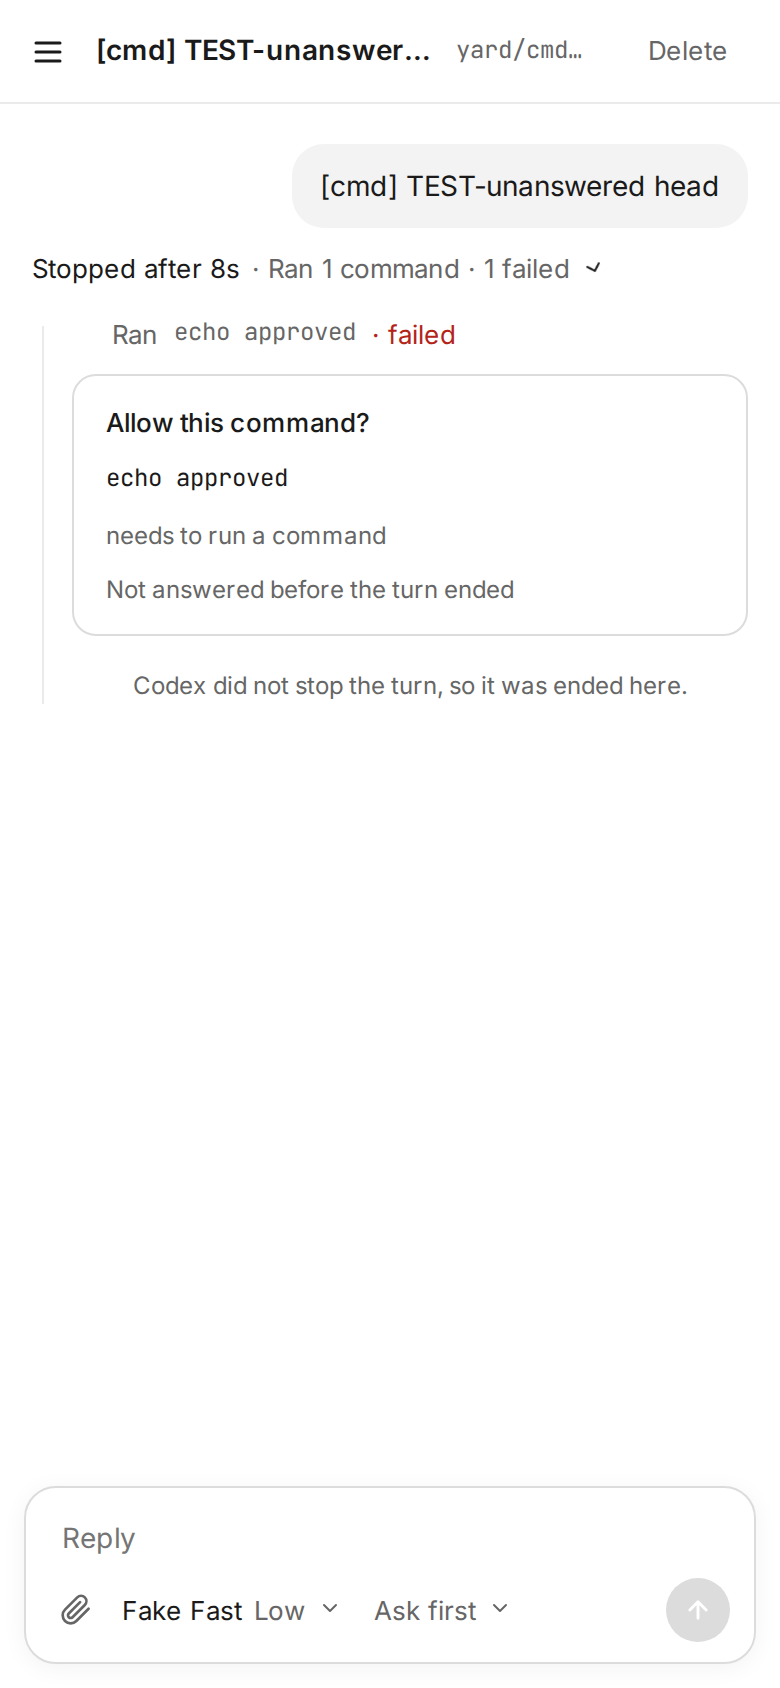 [cmd] TEST-unanswer... yard/cmd… Delete
[cmd] TEST-unanswered head
Stopped after 8s · Ran 1 command · 1 failed
Ran echo approved · failed
Allow this command?
echo approved
needs to run a command
Not answered before the turn ended
Codex did not stop the turn, so it was ended here.
Reply
Fake Fast Low Ask first